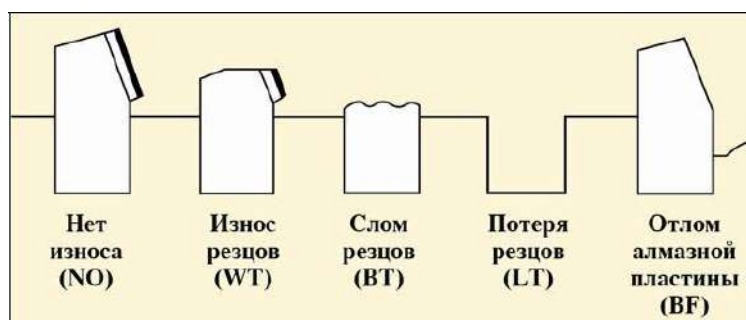 Нет
износа
(NO)
Износ
резцов
(WT)
Слом
резцов
(BT)
Потеря
резцов
(LT)
Отлом
алмазной
пластины
(BF)